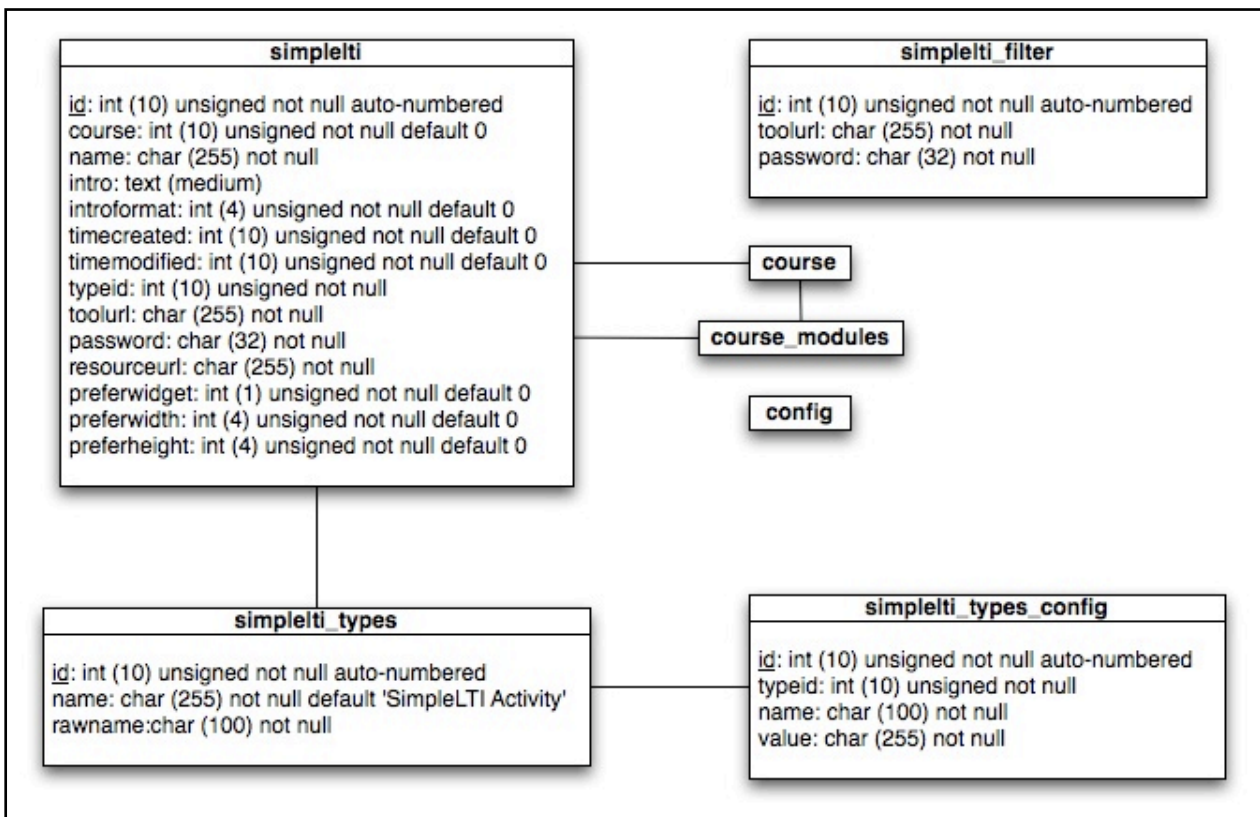 simplelti
id: int (10) unsigned not null auto-numbered
course: int (10) unsigned not null default 0
name: char (255) not null
intro: text (medium)
introformat: int (4) unsigned not null default 0
timecreated: int (10) unsigned not null default 0
timemodified: int (10) unsigned not null default 0
typeid: int (10) unsigned not null
toolurl: char (255) not null
password: char (32) not null
resourceurl: char (255) not null
preferwidget: int (1) unsigned not null default 0
preferwidth: int (4) unsigned not null default 0
preferheight: int (4) unsigned not null default 0
simplelti_filter
id: int (10) unsigned not null auto-numbered
toolurl: char (255) not null
password: char (32) not null
course
course_modules
config
simplelti_types
id: int (10) unsigned not null auto-numbered
name: char (255) not null default 'SimpleLTI Activity'
rawname:char (100) not null
simplelti_types_config
id: int (10) unsigned not null auto-numbered
typeid: int (10) unsigned not null
name: char (100) not null
value: char (255) not null